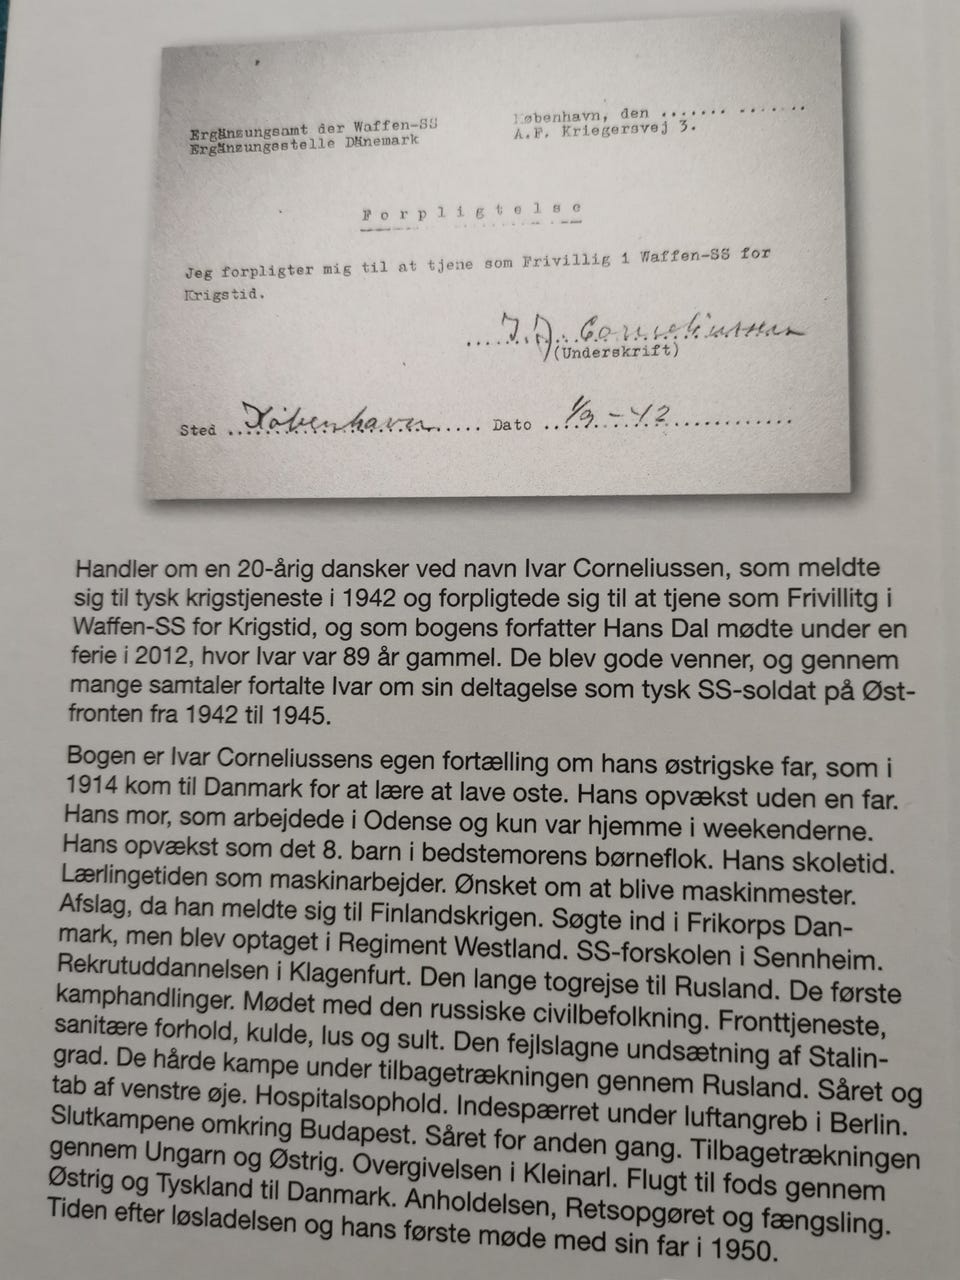 Ergänzungsamt der Waffen-SS
Ergänzungsstelle Dänemark
København, den ....... .......
A.F. Kriegersvej 3.
Forpligtelse
Jeg forpligter mig til at tjene som Frivillig i Waffen-SS for
Krigstid.
..... I. J. Corneliussen
(Underskrift)
Sted København ..... Dato 1/9 - 42 ............
Handler om en 20-årig dansker ved navn Ivar Corneliussen, som meldte
sig til tysk krigstjeneste i 1942 og forpligtede sig til at tjene som Frivillitg i
Waffen-SS for Krigstid, og som bogens forfatter Hans Dal mødte under en
ferie i 2012, hvor Ivar var 89 år gammel. De blev gode venner, og gennem
mange samtaler fortalte Ivar om sin deltagelse som tysk SS-soldat på Øst-
fronten fra 1942 til 1945.
Bogen er Ivar Corneliussens egen fortælling om hans østrigske far, som i
1914 kom til Danmark for at lære at lave oste. Hans opvækst uden en far.
Hans mor, som arbejdede i Odense og kun var hjemme i weekenderne.
Hans opvækst som det 8. barn i bedstemorens børneflok. Hans skoletid.
Lærlingetiden som maskinarbejder. Ønsket om at blive maskinmester.
Afslag, da han meldte sig til Finlandskrigen. Søgte ind i Frikorps Dan-
mark, men blev optaget i Regiment Westland. SS-forskolen i Sennheim.
Rekrutuddannelsen i Klagenfurt. Den lange togrejse til Rusland. De første
kamphandlinger. Mødet med den russiske civilbefolkning. Fronttjeneste,
sanitære forhold, kulde, lus og sult. Den fejlslagne undsætning af Stalin-
grad. De hårde kampe under tilbagetrækningen gennem Rusland. Såret og
tab af venstre øje. Hospitalsophold. Indespærret under luftangreb i Berlin.
Slutkampene omkring Budapest. Såret for anden gang. Tilbagetrækningen
gennem Ungarn og Østrig. Overgivelsen i Kleinarl. Flugt til fods gennem
Østrig og Tyskland til Danmark. Anholdelsen, Retsopgøret og fængsling.
Tiden efter løsladelsen og hans første møde med sin far i 1950.